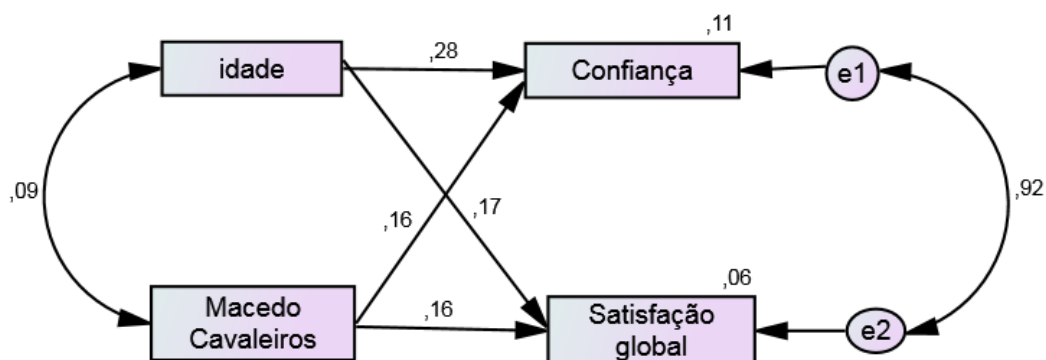 ,11
idade
,28
Confiança
e1
,09
,16
,17
,92
Macedo
Cavaleiros
,16
,06
Satisfação
global
e2